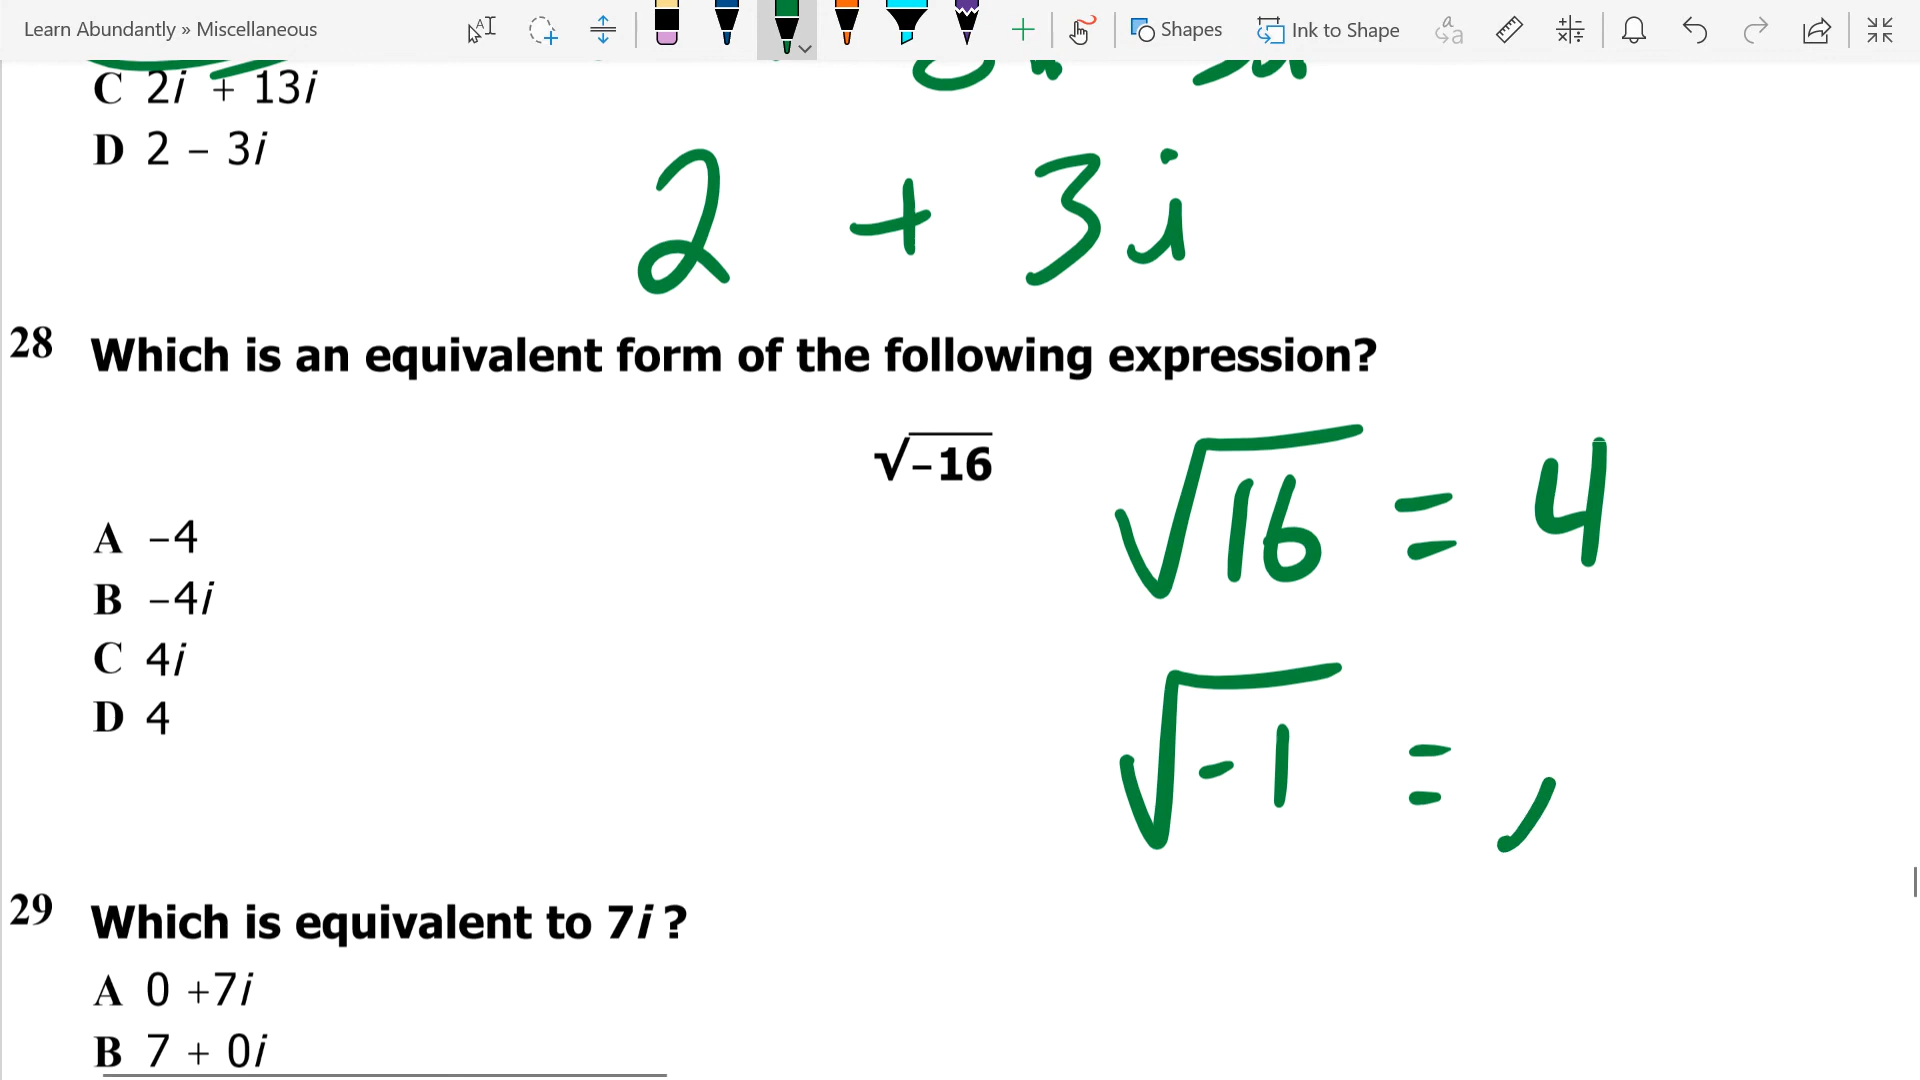 Learn Abundantly » Miscellaneous
Shapes
Ink to Shape
C 2i + 13i
D 2 – 3i
2 + 3i
28 Which is an equivalent form of the following expression?
√–16
√16 = 4
A –4
B –4i
C 4i
D 4
√-1 =
29 Which is equivalent to 7i?
A 0 +7i
B 7 + 0i